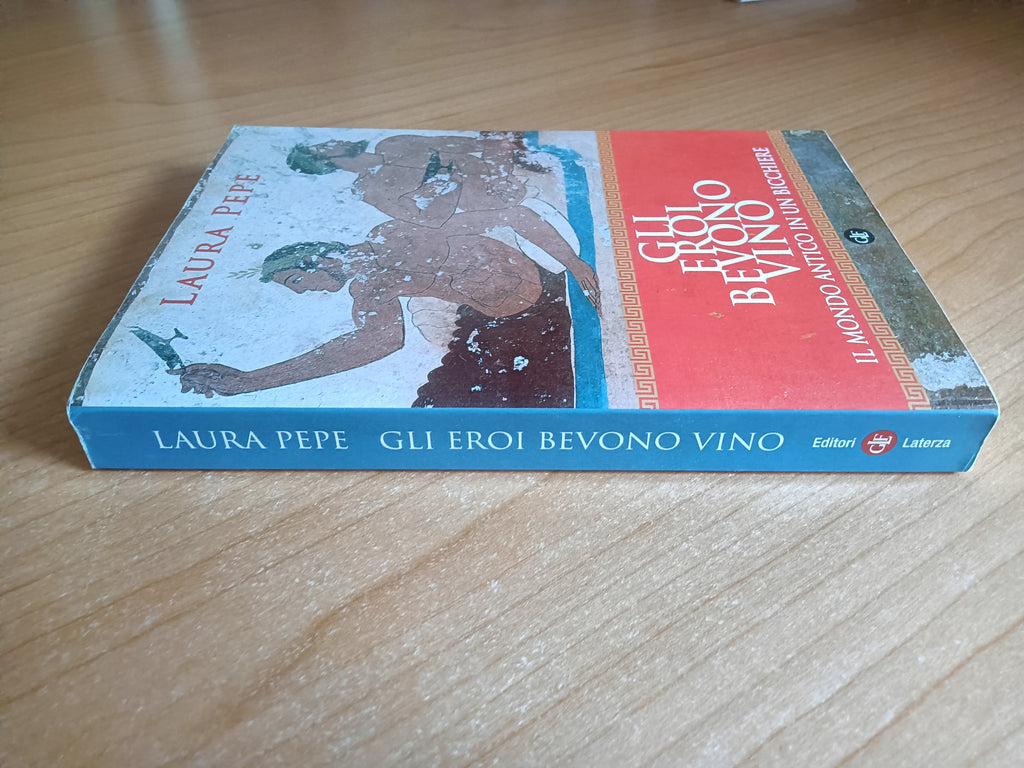 LAURA PEPE
GLI
EROI
BEVONO
VINO
IL MONDO ANTICO IN UN BICCHIERE
LAURA PEPE GLI EROI BEVONO VINO Editori GLF Laterza